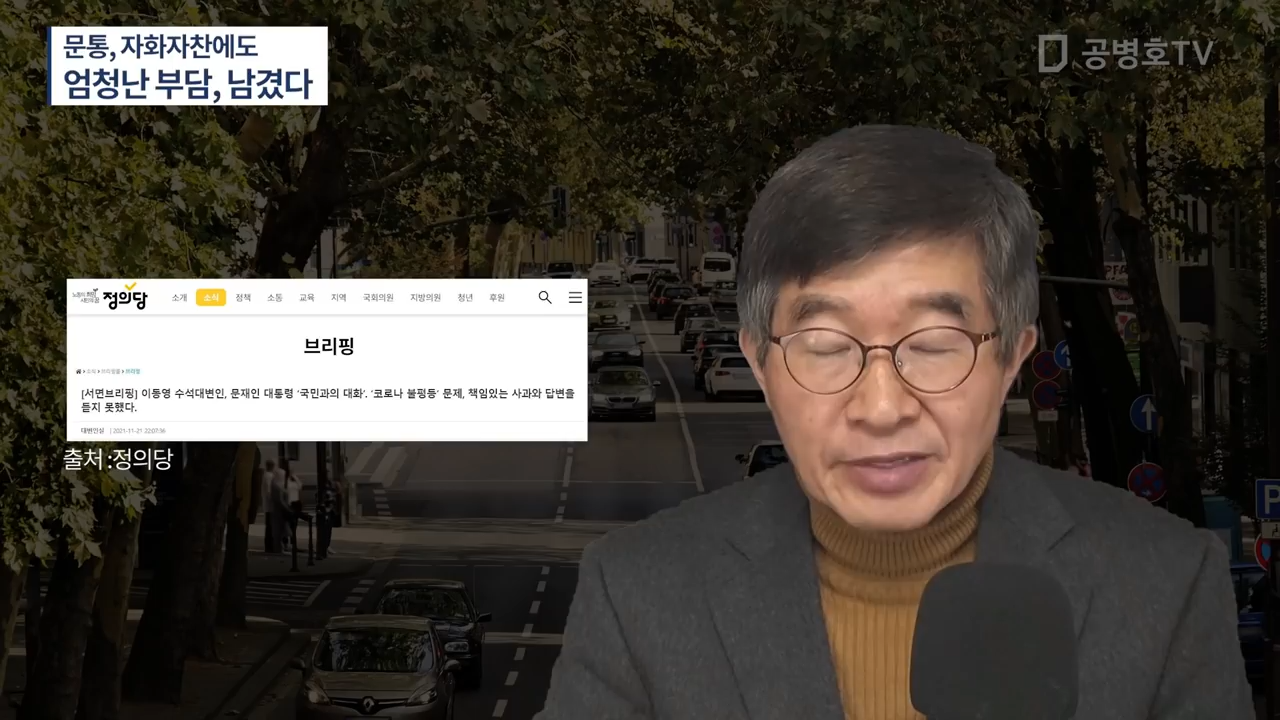 문통, 자화자찬에도
엄청난 부담, 남겼다
공병호TV
정의당
소개 소식 정책 소통 교육 지역 국회의원 지방의원 청년 후원
브리핑
[서면브리핑] 이동영 수석대변인, 문재인 대통령 '국민과의 대화'. '코로나 불평등' 문제, 책임있는 사과와 답변을
듣지 못했다.
대변인실 | 2021-11-21 22:07:36
출처 :정의당
P